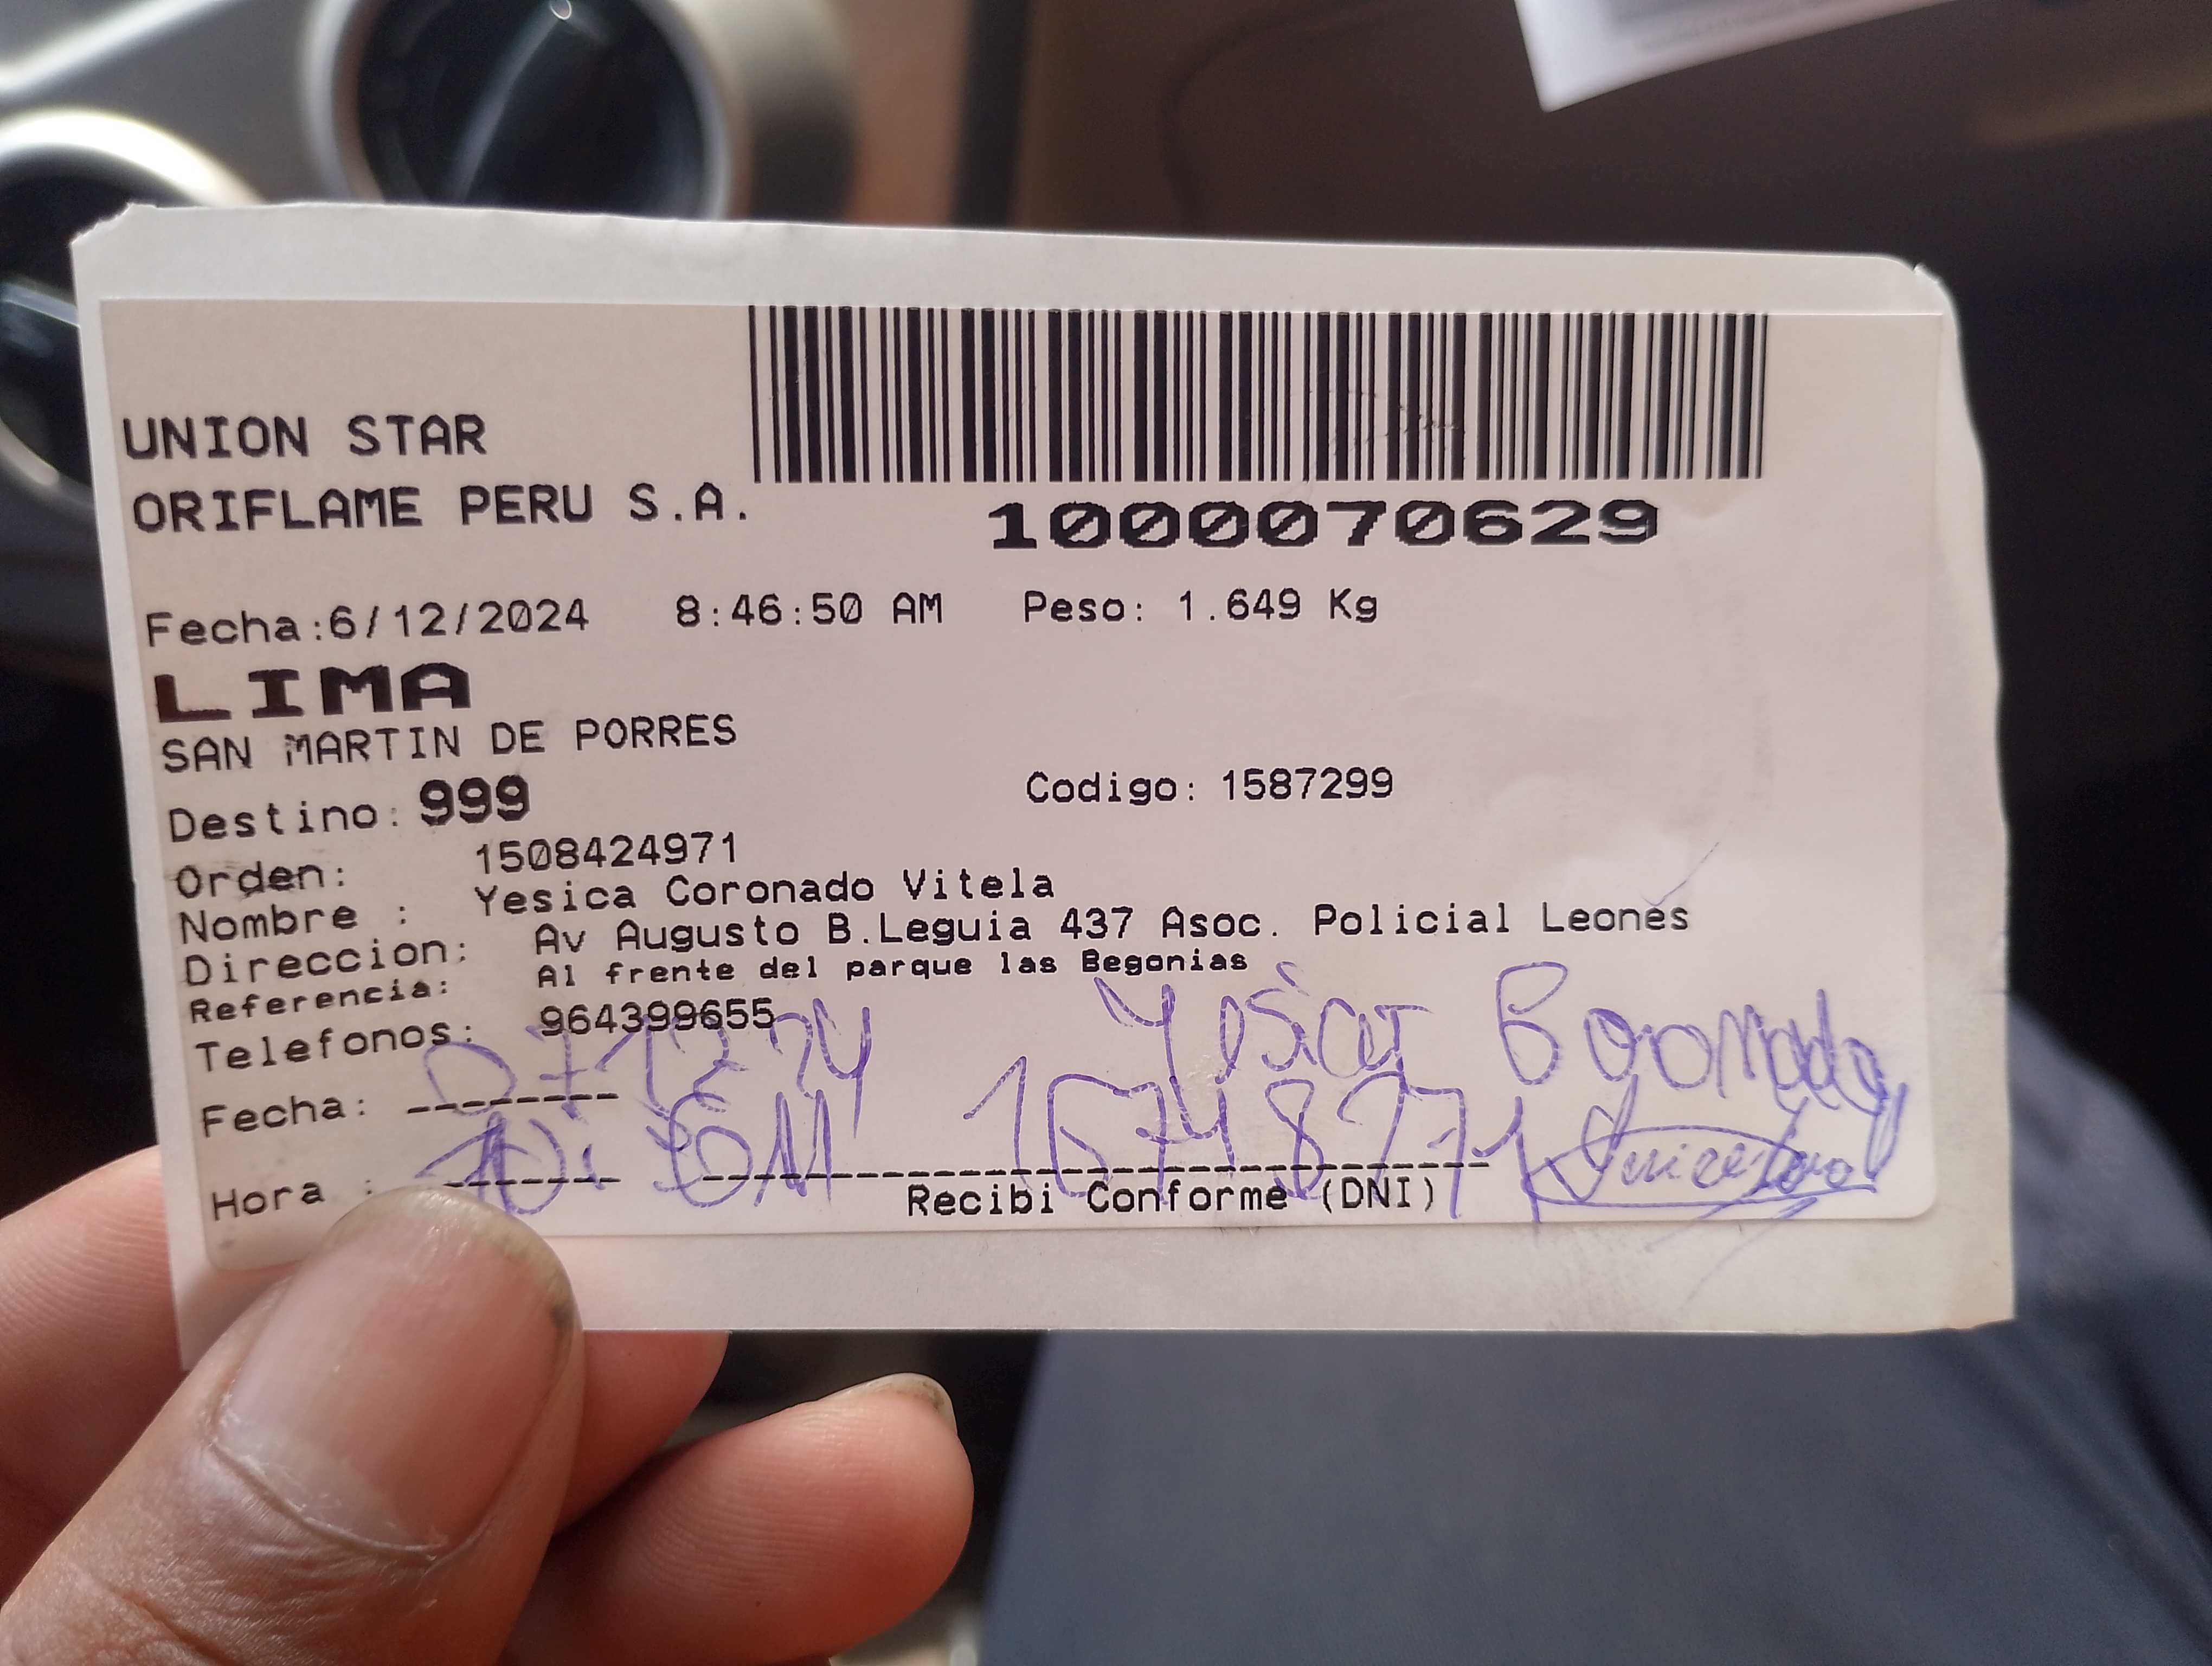 UNION STAR
ORIFLAME PERU S.A.
1000070629
Fecha:6/12/2024 8:46:50 AM Peso: 1.649 Kg
LIMA
SAN MARTIN DE PORRES
Destino: 999 Codigo: 1587299
Orden: 1508424971
Nombre : Yesica Coronado Vitela
Direccion: Av Augusto B.Leguia 437 Asoc. Policial Leones
Referencia: Al frente del parque las Begonias
Telefonos: 964399655
Fecha:
Hora :
Recibi Conforme (DNI)